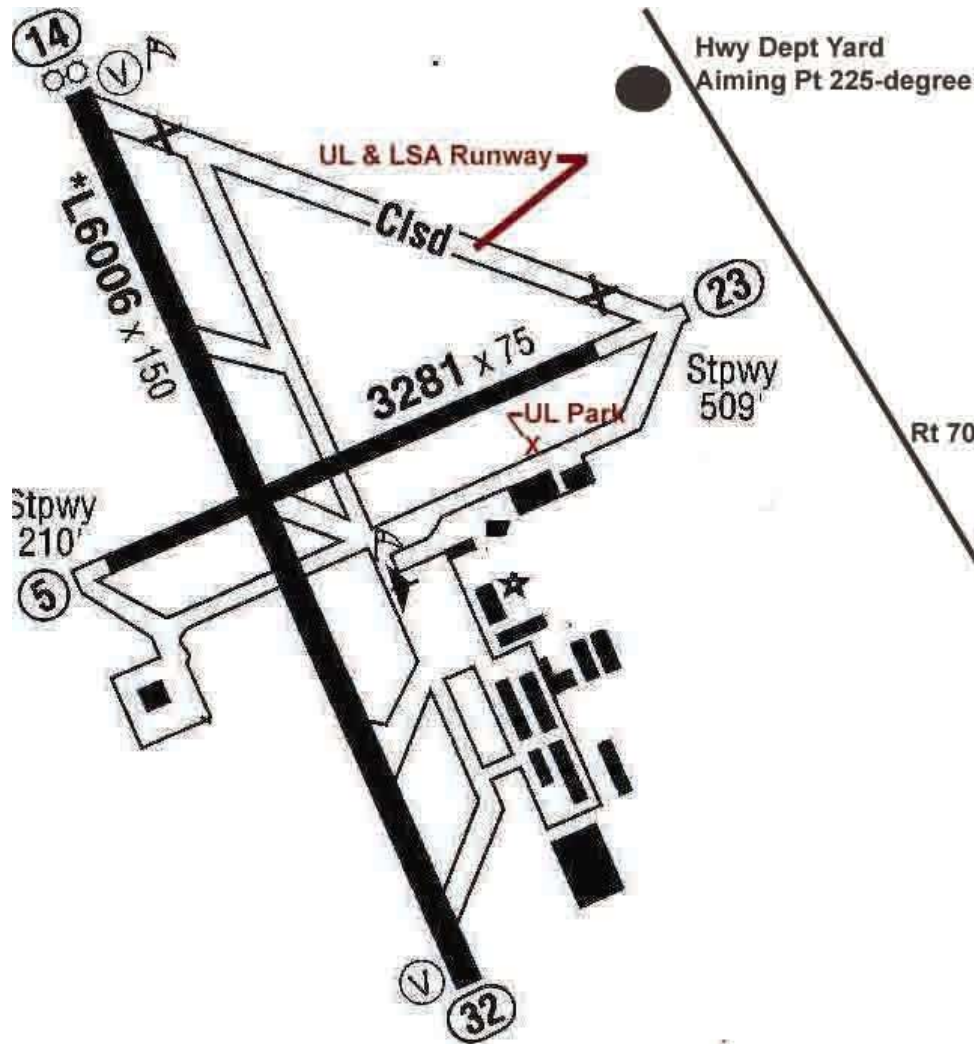 14
V
Hwy Dept Yard
Aiming Pt 225-degree
UL & LSA Runway
*L6006 x 150
Clsd
23
3281 x 75
Stpwy
509'
UL Park
X
Rt 70
Stpwy
210'
5
V
32